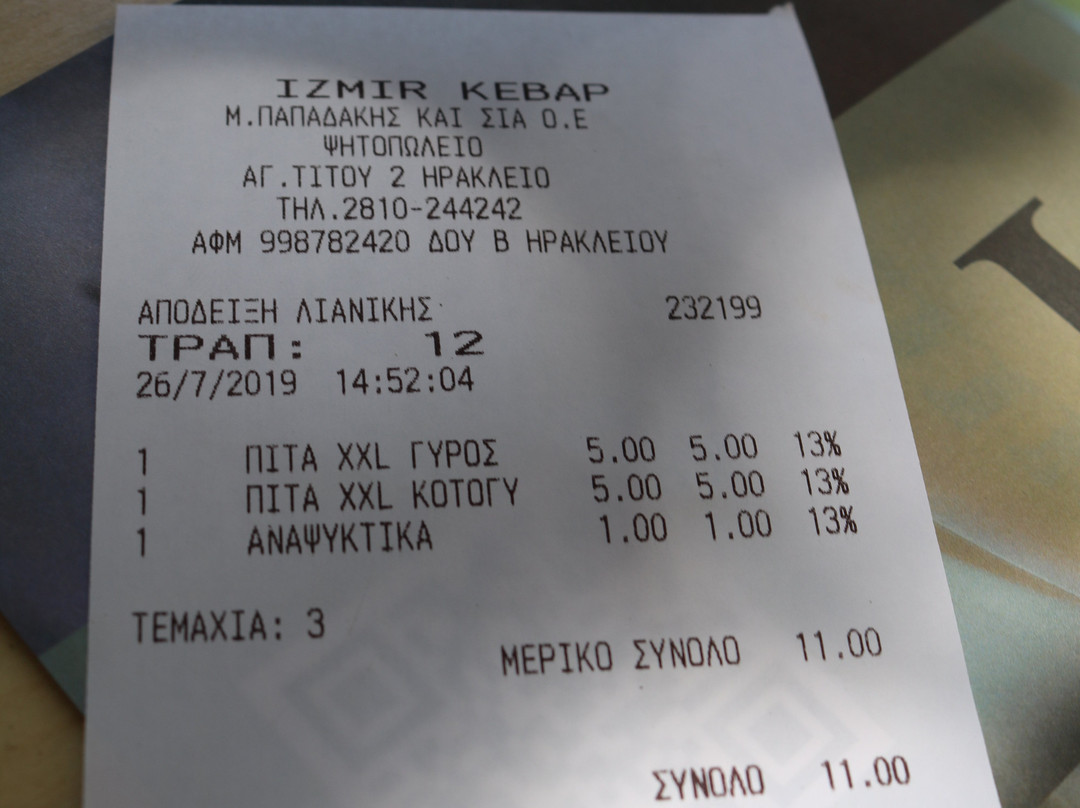 IZMIR KEBAP
Μ.ΠΑΠΑΔΑΚΗΣ ΚΑΙ ΣΙΑ Ο.Ε
ΨΗΤΟΠΩΛΕΙΟ
ΑΓ.ΤΙΤΟΥ 2 ΗΡΑΚΛΕΙΟ
ΤΗΛ.2810-244242
ΑΦΜ 998782420 ΔΟΥ Β ΗΡΑΚΛΕΙΟΥ
ΑΠΟΔΕΙΞΗ ΛΙΑΝΙΚΗΣ 232199
ΤΡΑΠ: 12
26/7/2019 14:52:04
1 ΠΙΤΑ XXL ΓΥΡΟΣ 5.00 5.00 13%
1 ΠΙΤΑ XXL ΚΟΤΟΓΥ 5.00 5.00 13%
1 ΑΝΑΨΥΚΤΙΚΑ 1.00 1.00 13%
ΤΕΜΑΧΙΑ: 3
ΜΕΡΙΚΟ ΣΥΝΟΛΟ 11.00
ΣΥΝΟΛΟ 11.00